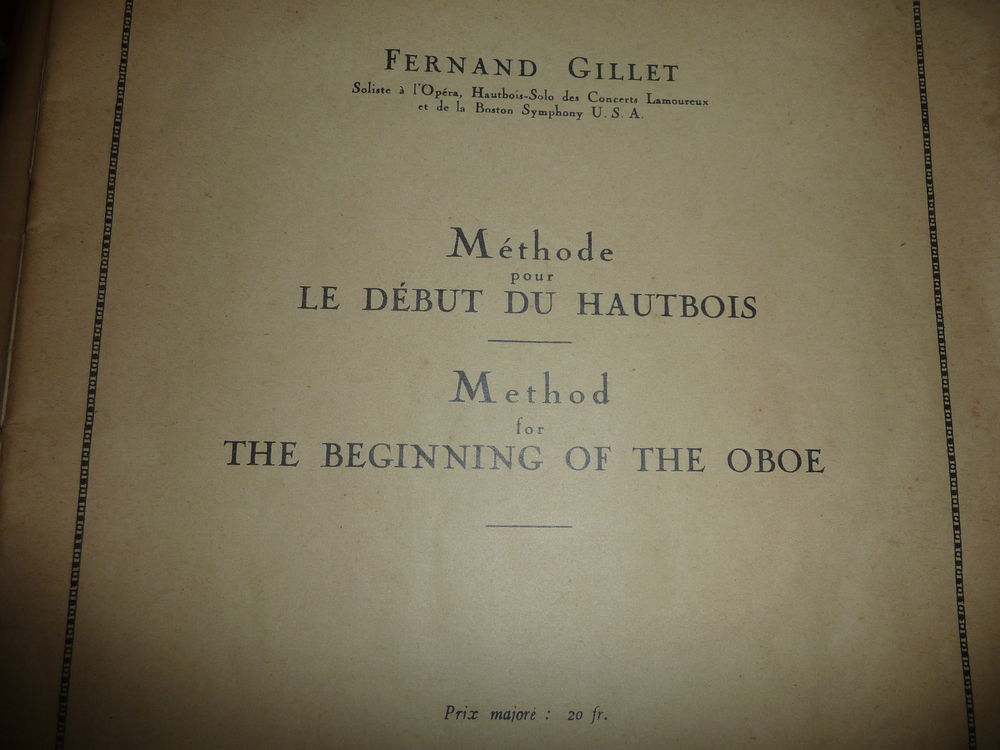 FERNAND GILLET
Soliste à l'Opéra, Hautbois-Solo des Concerts Lamoureux
et de la Boston Symphony U. S. A.
Méthode
pour
LE DÉBUT DU HAUTBOIS
Method
for
THE BEGINNING OF THE OBOE
Prix majoré : 20 fr.